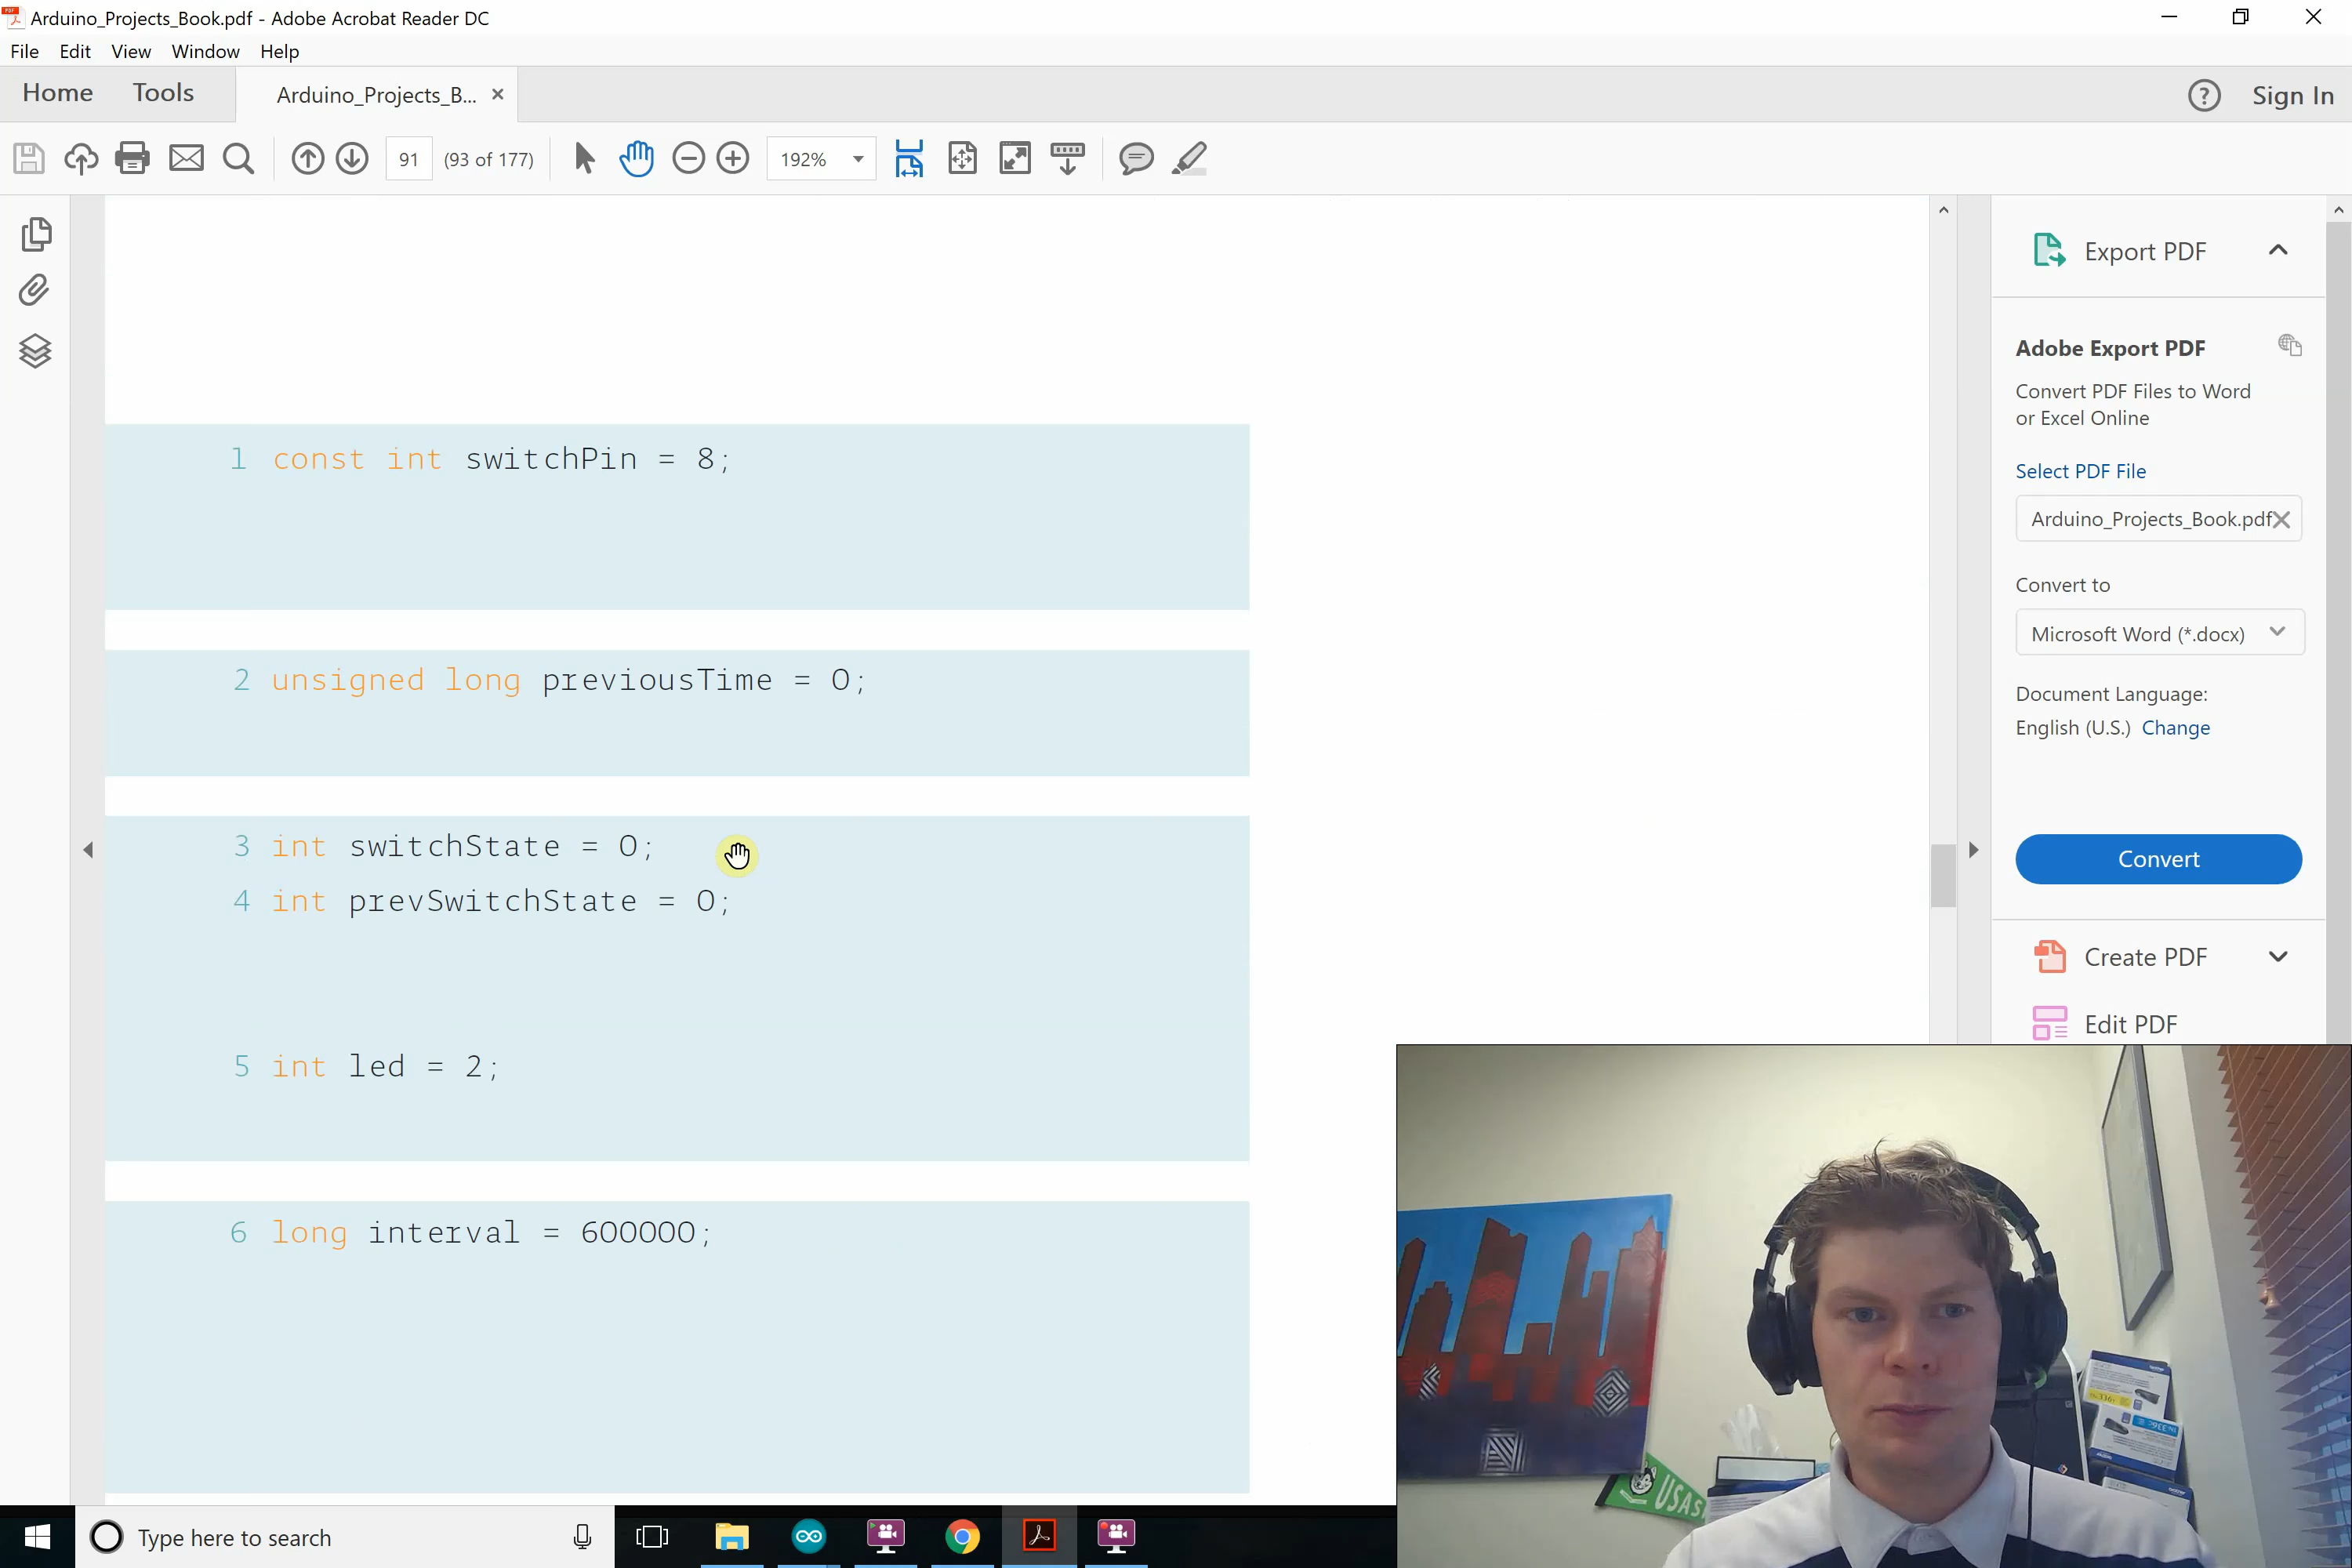 Arduino_Projects_Book.pdf - Adobe Acrobat Reader DC
File Edit View Window Help
Home Tools Arduino_Projects_B... Sign In
91 (93 of 177) 192%
Export PDF
Adobe Export PDF
Convert PDF Files to Word
or Excel Online
Select PDF File
Arduino_Projects_Book.pdf
Convert to
Microsoft Word (*.docx)
Document Language:
English (U.S.) Change
Convert
Create PDF
Edit PDF
1 const int switchPin = 8;
2 unsigned long previousTime = 0;
3 int switchState = 0;
4 int prevSwitchState = 0;
5 int led = 2;
6 long interval = 600000;
USAS
Type here to search